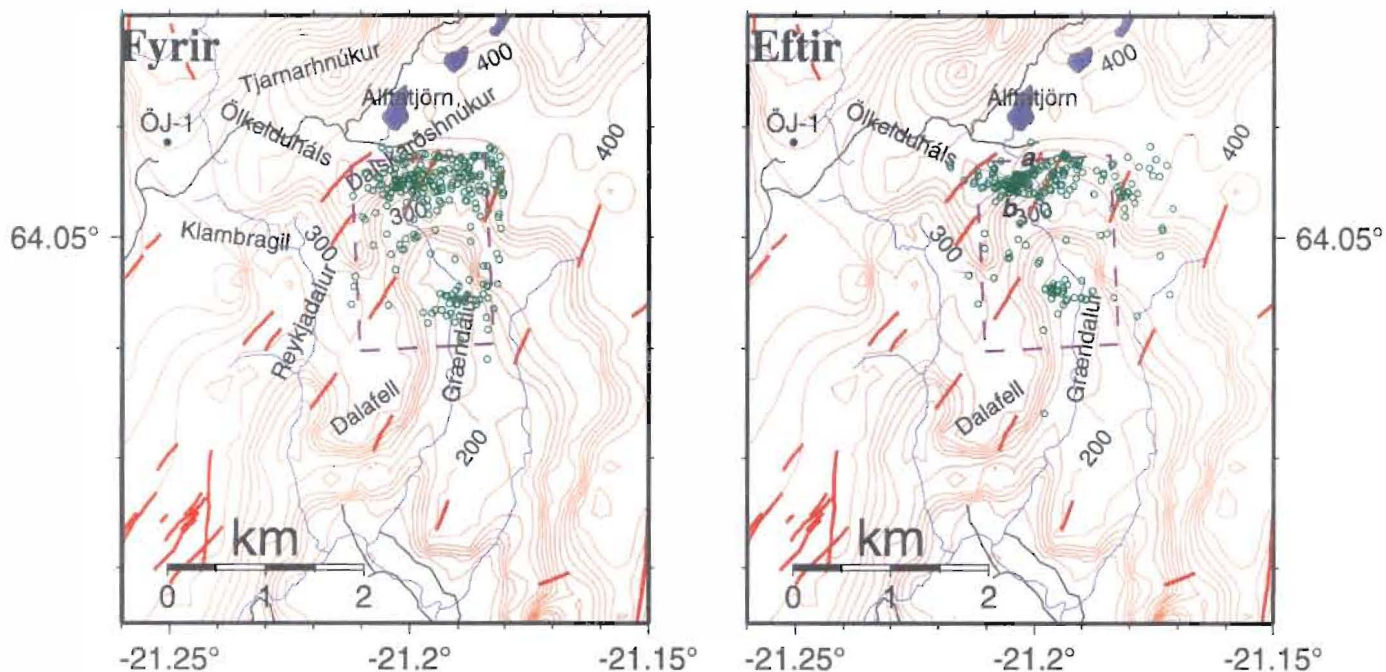 Fyrir
Tjarnarhnúkur
400
Álftatjörn
ÖJ-1
Ölkelduháls
Dalskarðshnúkur
400
300
64.05°
Klambragil
300
Reykjadalur
Grændalur
Dalafell
200
km
0 1 2
-21.25° -21.2° -21.15°
Eftir
400
Álftatjörn
ÖJ-1
Ölkelduháls
400
a
b
300
64.05°
300
Grændalur
Dalafell
200
km
0 1 2
-21.25° -21.2° -21.15°